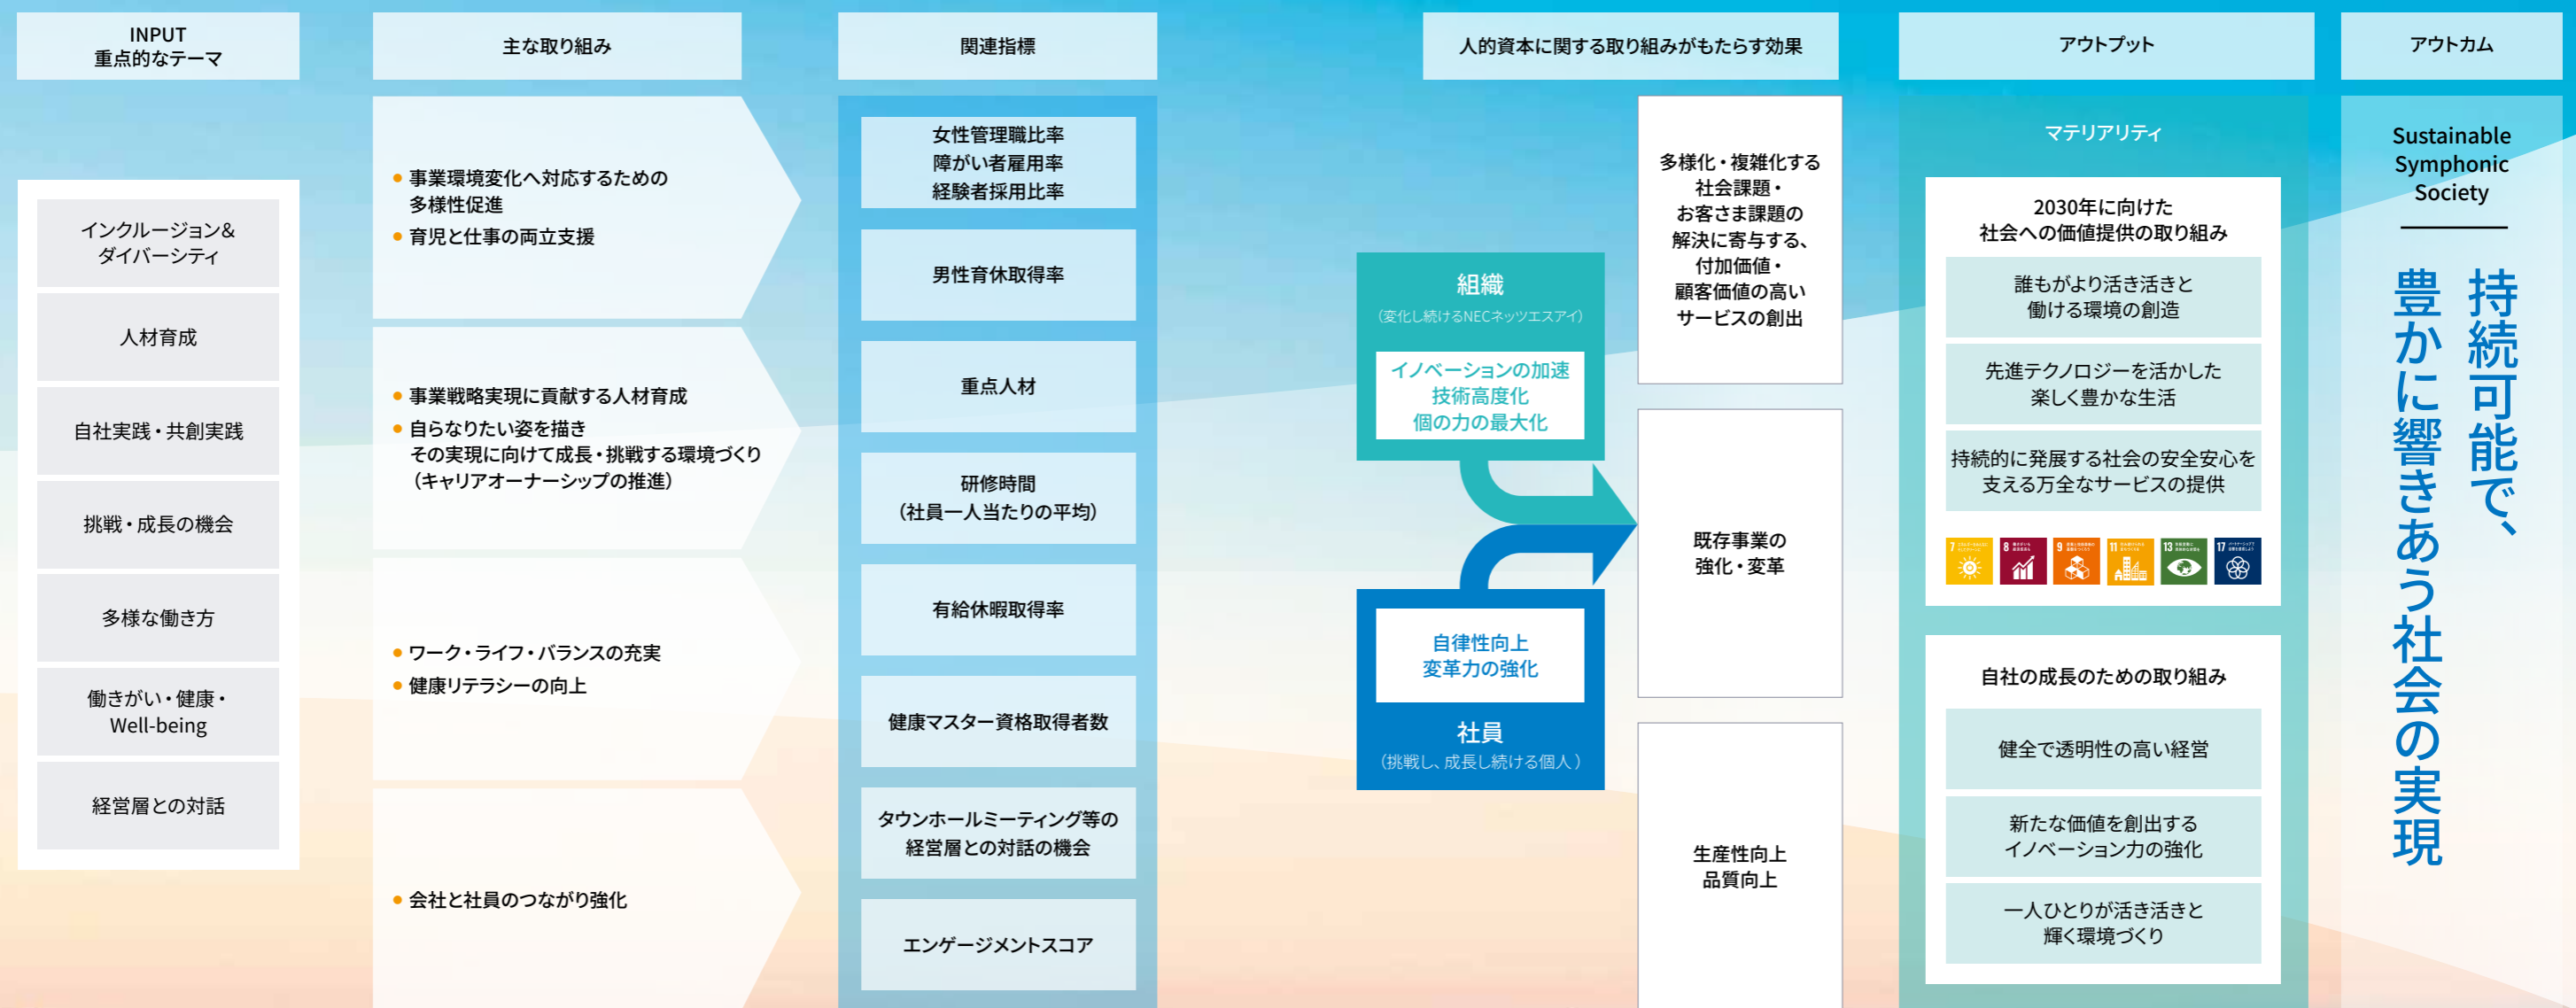 INPUT
重点的なテーマ
主な取り組み
関連指標
人的資本に関する取り組みがもたらす効果
アウトプット
アウトカム
インクルージョン&
ダイバーシティ
人材育成
自社実践・共創実践
挑戦・成長の機会
多様な働き方
働きがい・健康・
Well-being
経営層との対話
● 事業環境変化へ対応するための
多様性促進
● 育児と仕事の両立支援
● 事業戦略実現に貢献する人材育成
● 自らなりたい姿を描き
その実現に向けて成長・挑戦する環境づくり
（キャリアオーナーシップの推進）
● ワーク・ライフ・バランスの充実
● 健康リテラシーの向上
● 会社と社員のつながり強化
女性管理職比率
障がい者雇用率
経験者採用比率
男性育休取得率
重点人材
研修時間
（社員一人当たりの平均）
有給休暇取得率
健康マスター資格取得者数
タウンホールミーティング等の
経営層との対話の機会
エンゲージメントスコア
組織
（変化し続けるNECネッツエスアイ）
イノベーションの加速
技術高度化
個の力の最大化
自律性向上
変革力の強化
社員
（挑戦し、成長し続ける個人）
多様化・複雑化する
社会課題・
お客さま課題の
解決に寄与する、
付加価値・
顧客価値の高い
サービスの創出
既存事業の
強化・変革
生産性向上
品質向上
マテリアリティ
2030年に向けた
社会への価値提供の取り組み
誰もがより活き活きと
働ける環境の創造
先進テクノロジーを活かした
楽しく豊かな生活
持続的に発展する社会の安全安心を
支える万全なサービスの提供
7
8
9
11
13
17
自社の成長のための取り組み
健全で透明性の高い経営
新たな価値を創出する
イノベーション力の強化
一人ひとりが活き活きと
輝く環境づくり
Sustainable
Symphonic
Society
持続可能で、
豊かに響きあう社会の実現